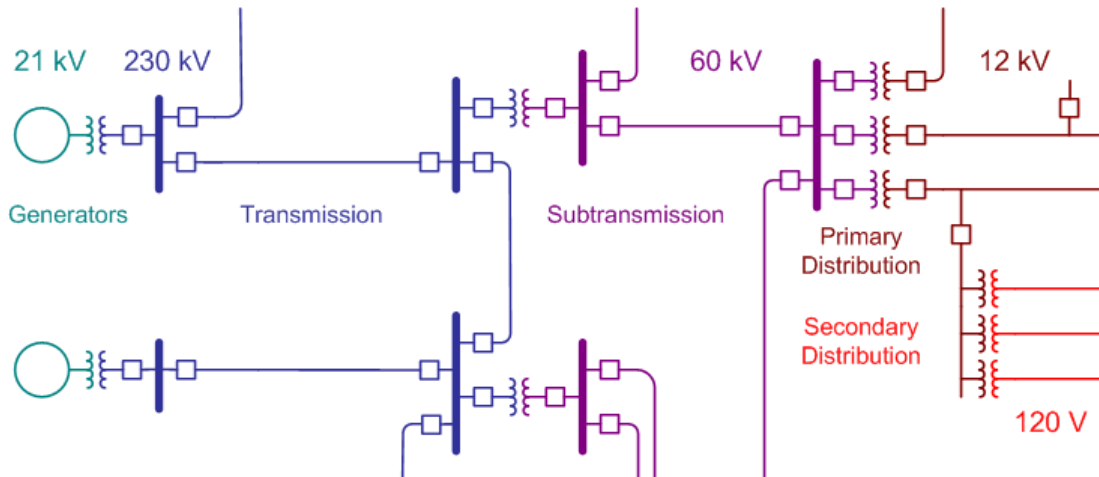 21 kV
230 kV
60 kV
12 kV
Generators
Transmission
Subtransmission
Primary
Distribution
Secondary
Distribution
120 V